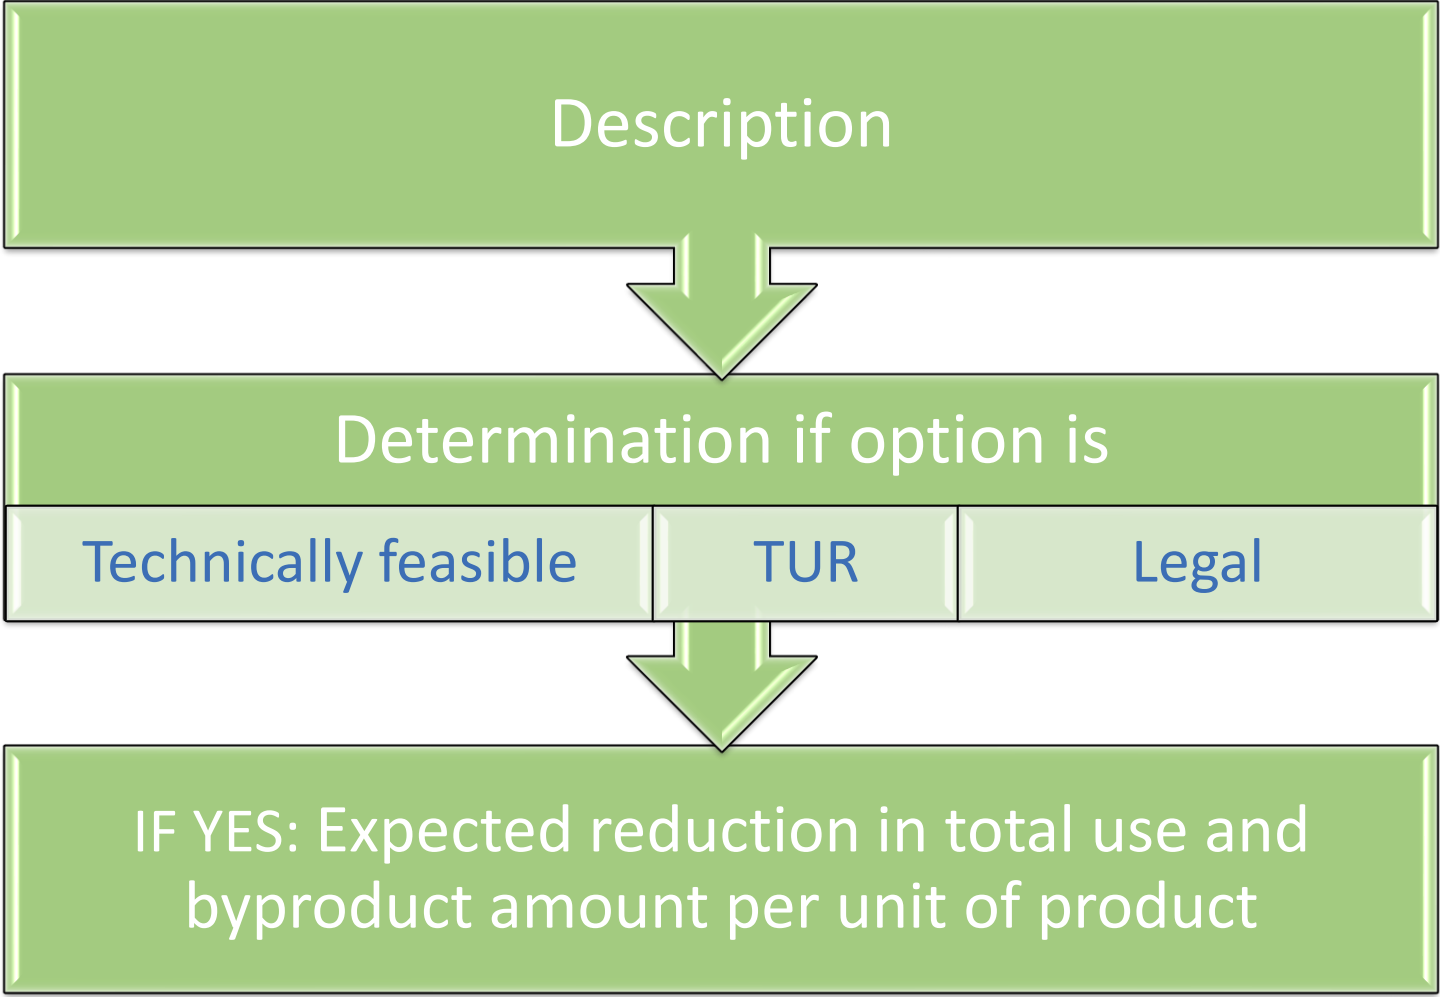 Description
Determination if option is
Technically feasible
TUR
Legal
IF YES: Expected reduction in total use and
byproduct amount per unit of product